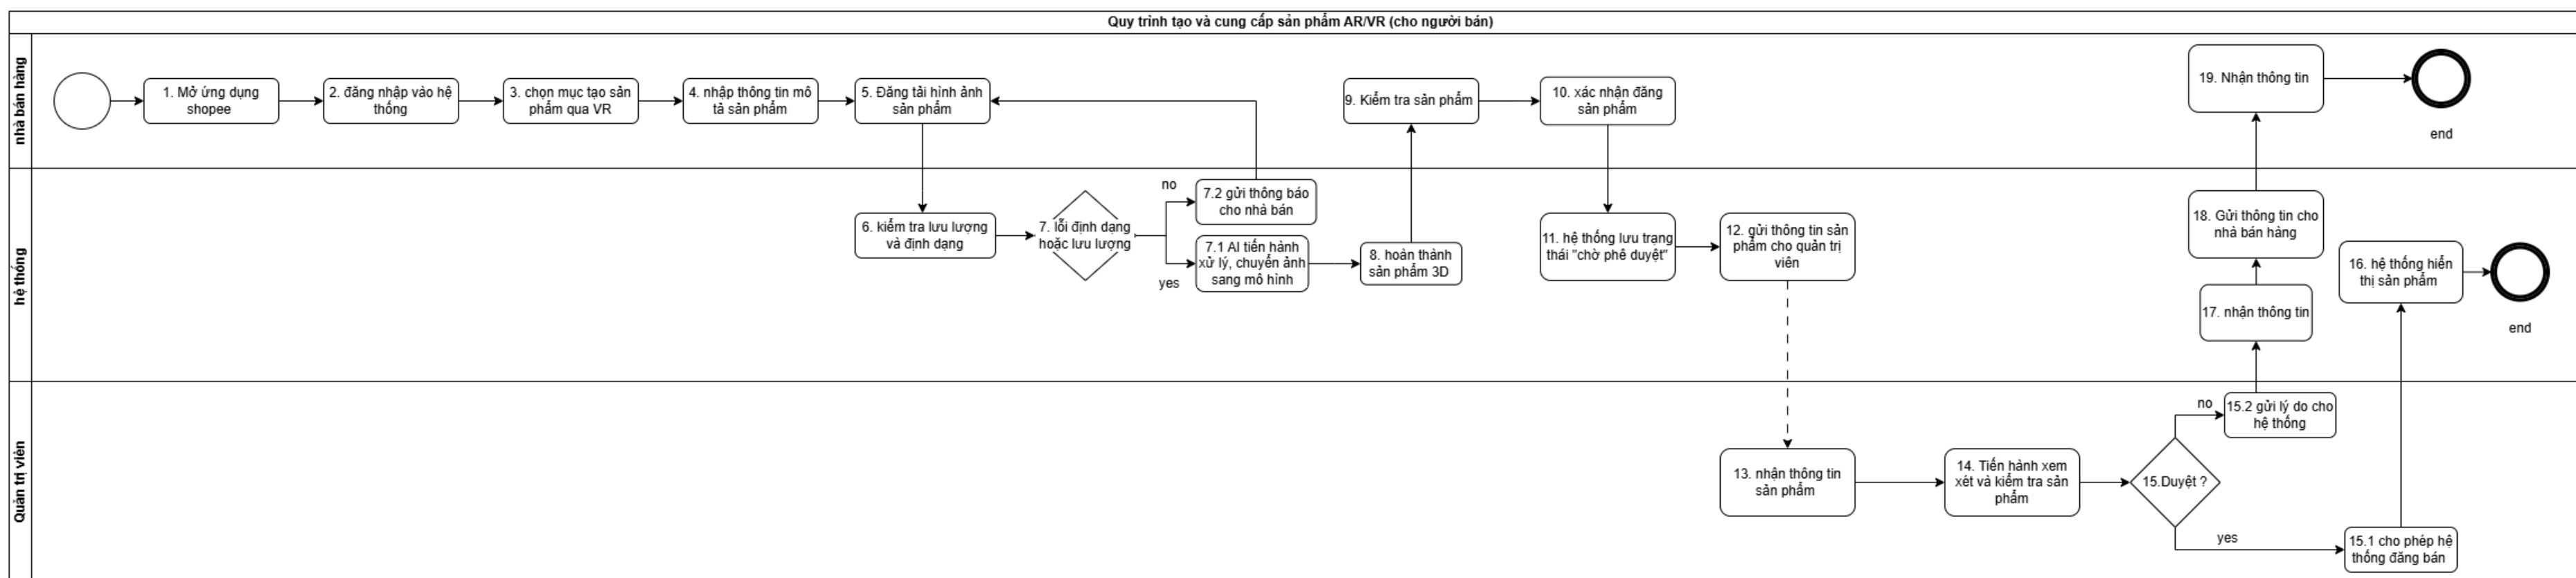 Quy trình tạo và cung cấp sản phẩm AR/VR (cho người bán)
nhà bán hàng
1. Mở ứng dụng
shopee
2. đăng nhập vào hệ
thống
3. chọn mục tạo sản
phẩm qua VR
4. nhập thông tin mô
tả sản phẩm
5. Đăng tải hình ảnh
sản phẩm
9. Kiểm tra sản phẩm
10. xác nhận đăng
sản phẩm
19. Nhận thông tin
end
hệ thống
6. kiểm tra lưu lượng
và định dạng
7. lỗi định dạng
hoặc lưu lượng
no
7.2 gửi thông báo
cho nhà bán
yes
7.1 AI tiến hành
xử lý, chuyển ảnh
sang mô hình
8. hoàn thành
sản phẩm 3D
11. hệ thống lưu trạng
thái "chờ phê duyệt"
12. gửi thông tin sản
phẩm cho quản trị
viên
18. Gửi thông tin cho
nhà bán hàng
17. nhận thông tin
16. hệ thống hiển
thị sản phẩm
end
Quản trị viên
13. nhận thông tin
sản phẩm
14. Tiến hành xem
xét và kiểm tra sản
phẩm
15.Duyệt ?
no
15.2 gửi lý do cho
hệ thống
yes
15.1 cho phép hệ
thống đăng bán